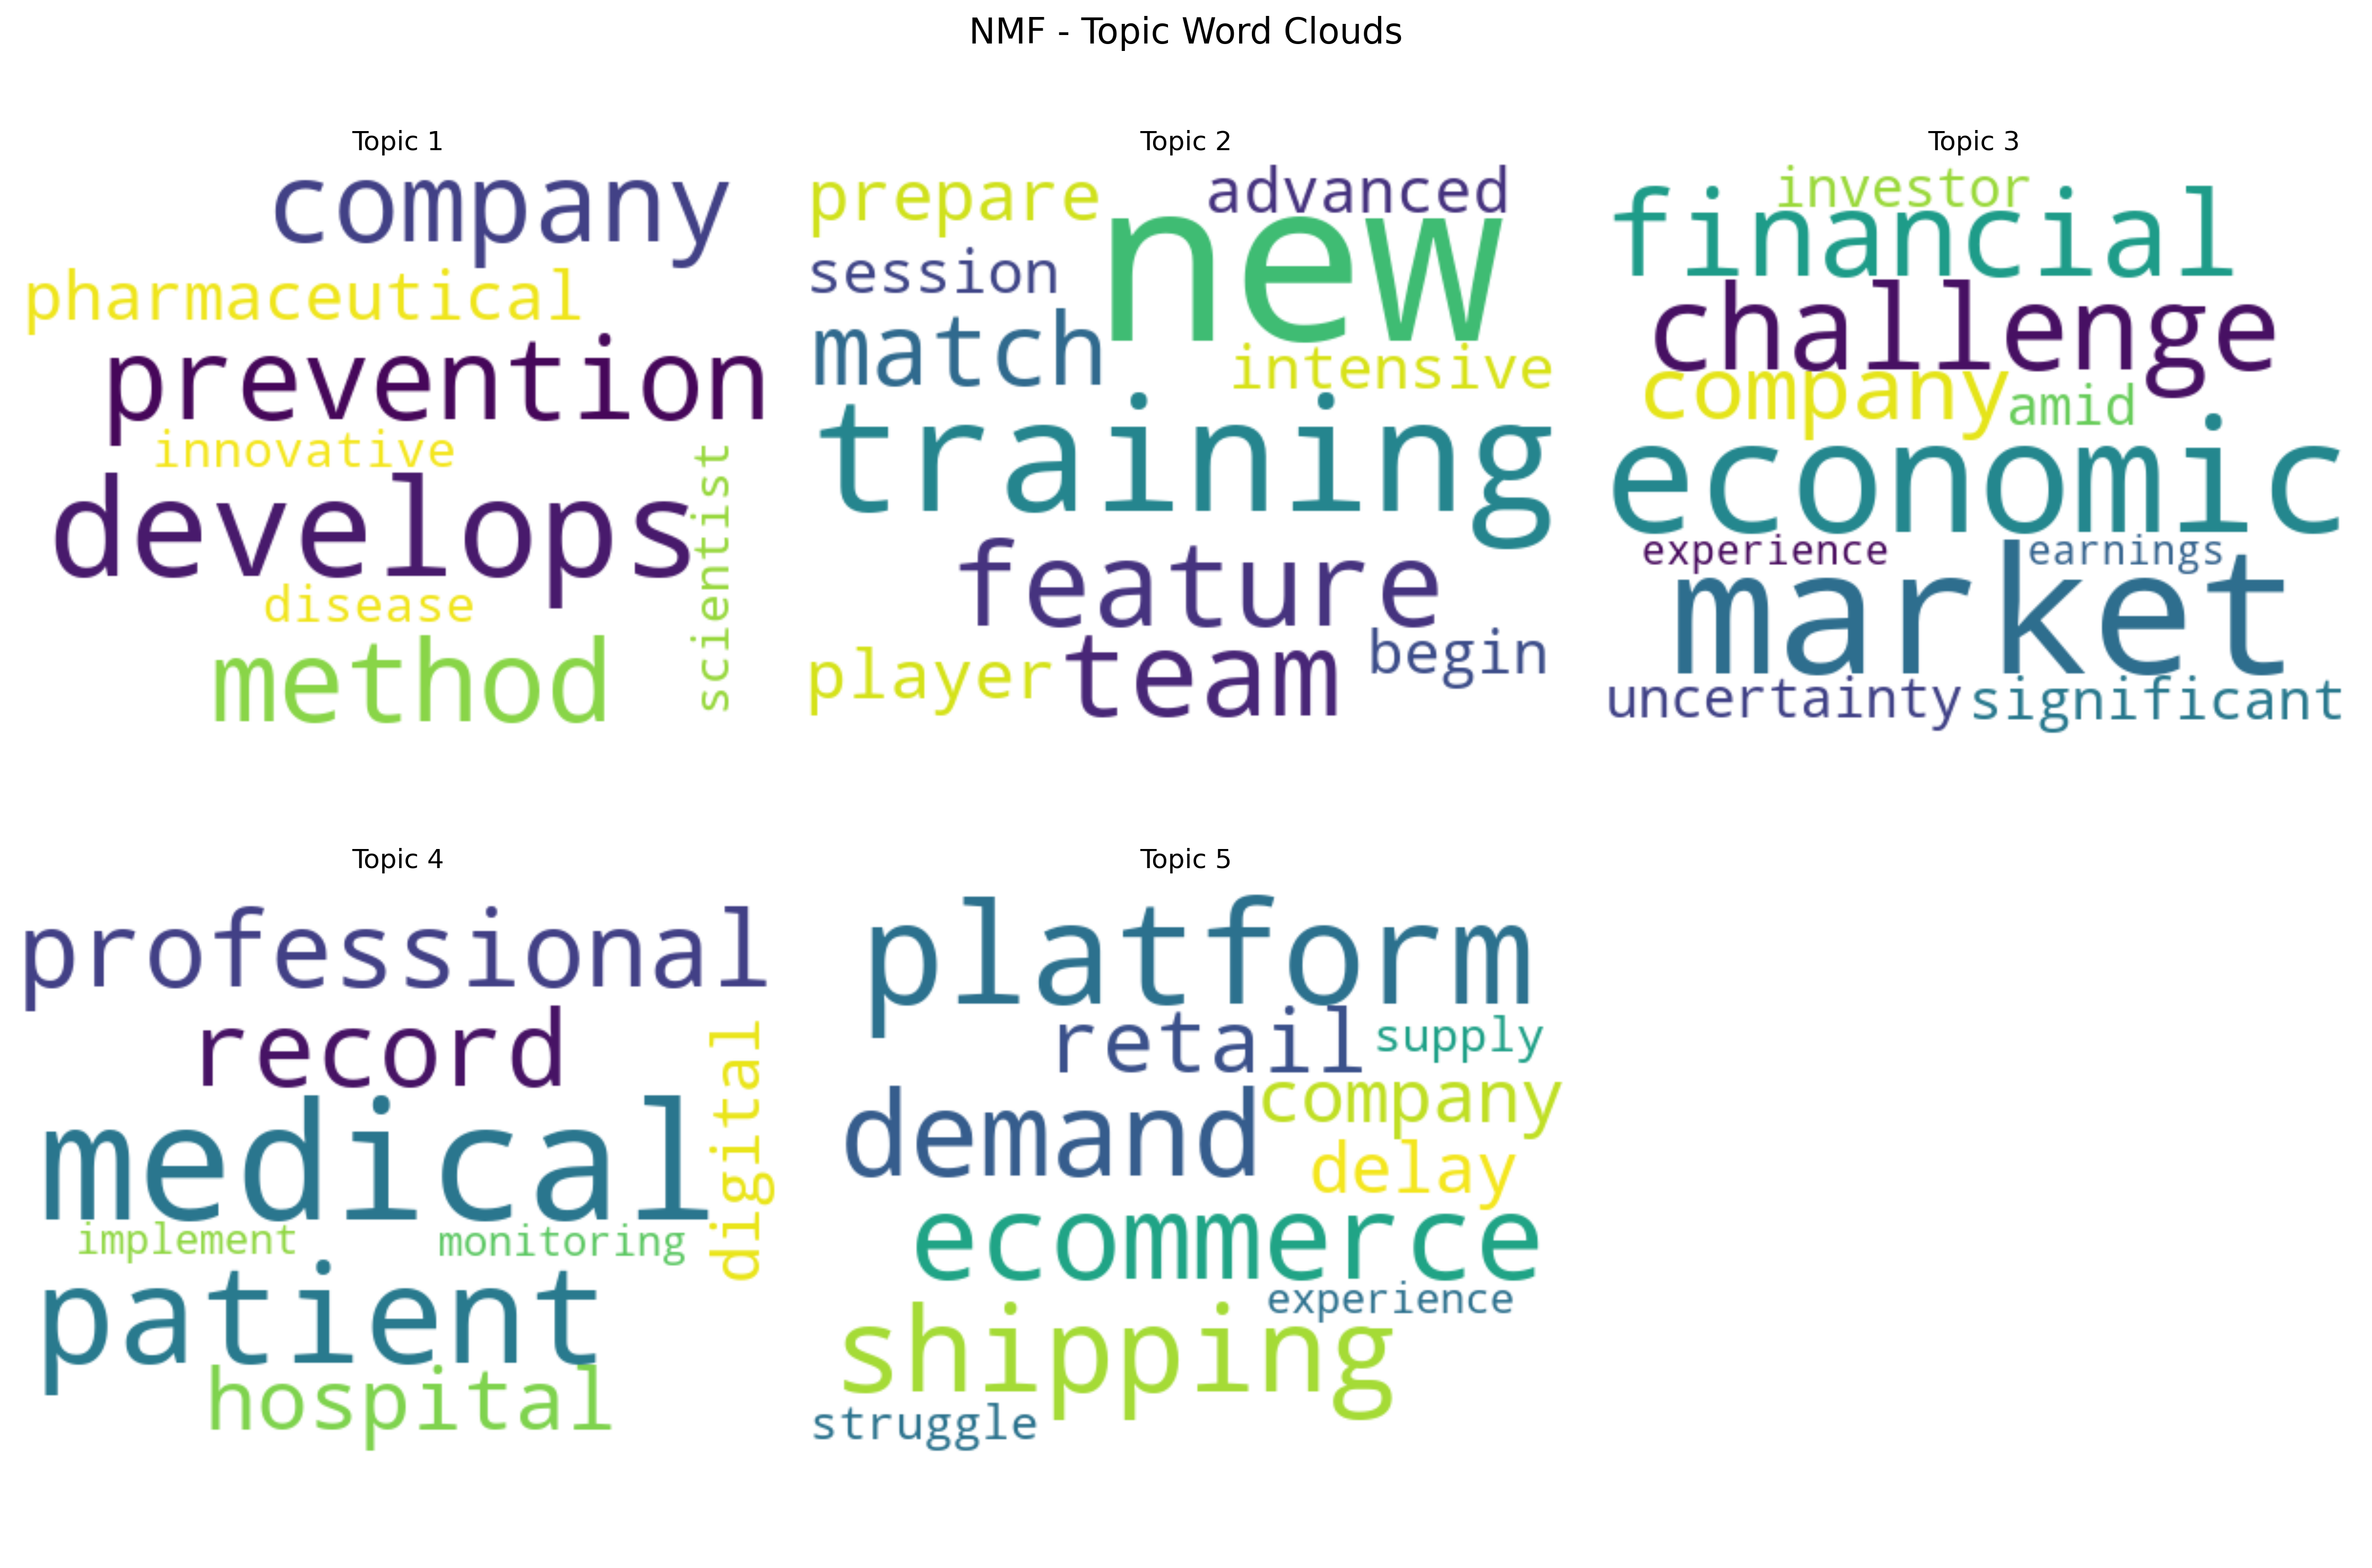 NMF - Topic Word Clouds
Topic 1
company
pharmaceutical
prevention
innovative
scientist
develops
disease
method
Topic 2
prepare advanced
new
session
match
intensive
training
feature
begin
player team
Topic 3
investor
financial
challenge
company amid
economic
experience earnings
market
uncertainty significant
Topic 4
professional
record
digital
medical
implement monitoring
patient
hospital
Topic 5
platform
retail supply
demand company
delay
ecommerce
experience
shipping
struggle